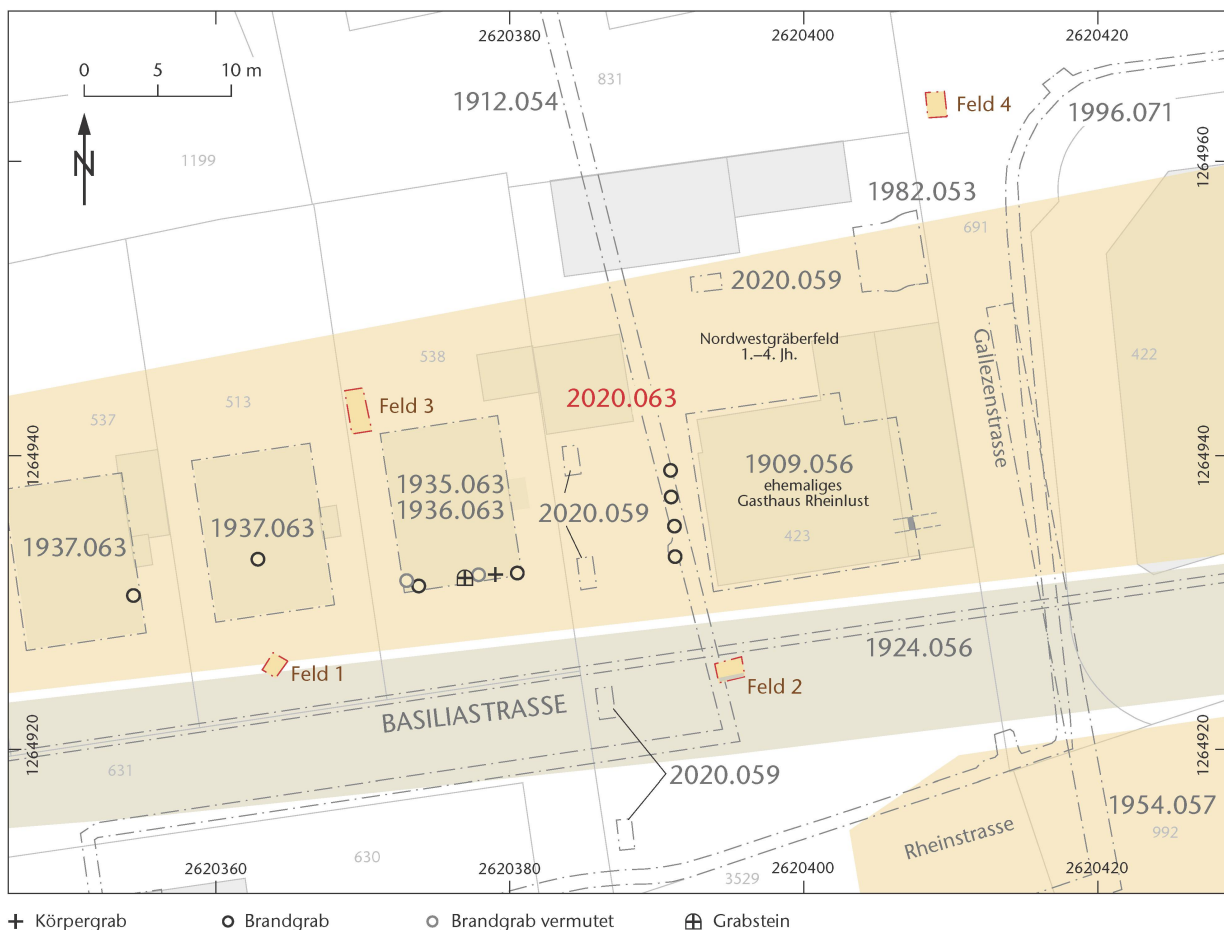 2620380
2620400
2620420
0 5 10 m
N
831
1912.054
Feld 4
1996.071
1199
1264960
1982.053
691
2020.059
Nordwestgräberfeld
1.–4. Jh.
Gallezenstrasse
422
538
2020.063
513
Feld 3
537
1264940
1264940
1935.063
1936.063
1909.056
ehemaliges
Gasthaus Rheinlust
2020.059
1937.063
1937.063
423
1924.056
Feld 1
Feld 2
BASILIASTRASSE
1264920
1264920
631
2020.059
1954.057
992
Rheinstrasse
630
3529
2620360
2620380
2620400
2620420
Körpergrab
Brandgrab
Brandgrab vermutet
Grabstein